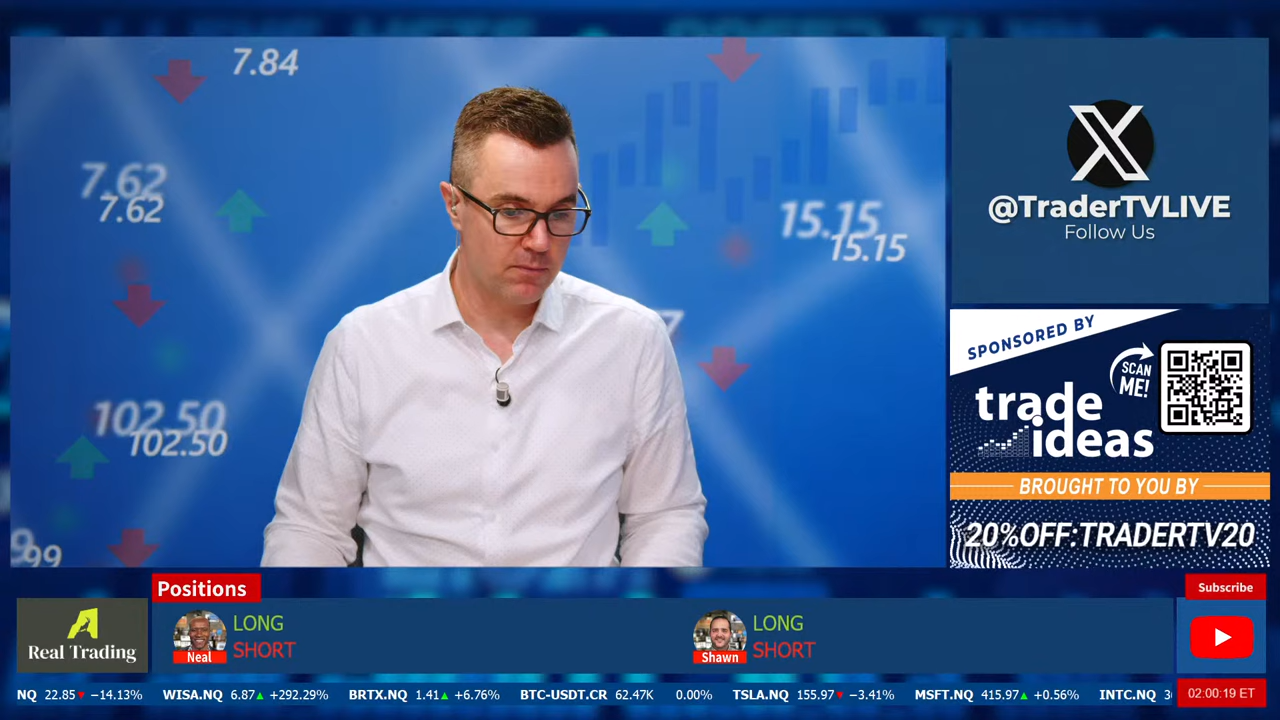 7.84
7.62
7.62
15.15
15.15
7
102.50
102.50
99
@TraderTVLIVE
Follow Us
SPONSORED BY
SCAN
ME!
trade
ideas
BROUGHT TO YOU BY
20%OFF:TRADERTV20
Positions
Subscribe
Real Trading
Neal
LONG
SHORT
Shawn
LONG
SHORT
NQ 22.85 −14.13% WISA.NQ 6.87 +292.29% BRTX.NQ 1.41 +6.76% BTC-USDT.CR 62.47K 0.00% TSLA.NQ 155.97 −3.41% MSFT.NQ 415.97 +0.56% INTC.NQ
02:00:19 ET